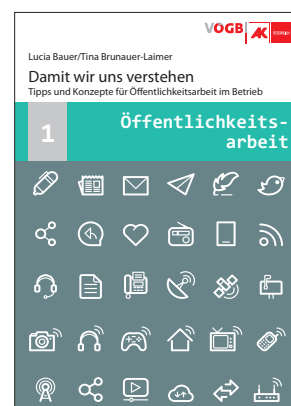 VÖGB AK
Lucia Bauer/Tina Brunauer-Laimer
Damit wir uns verstehen
Tipps und Konzepte für Öffentlichkeitsarbeit im Betrieb
1
Öffentlichkeits-
arbeit